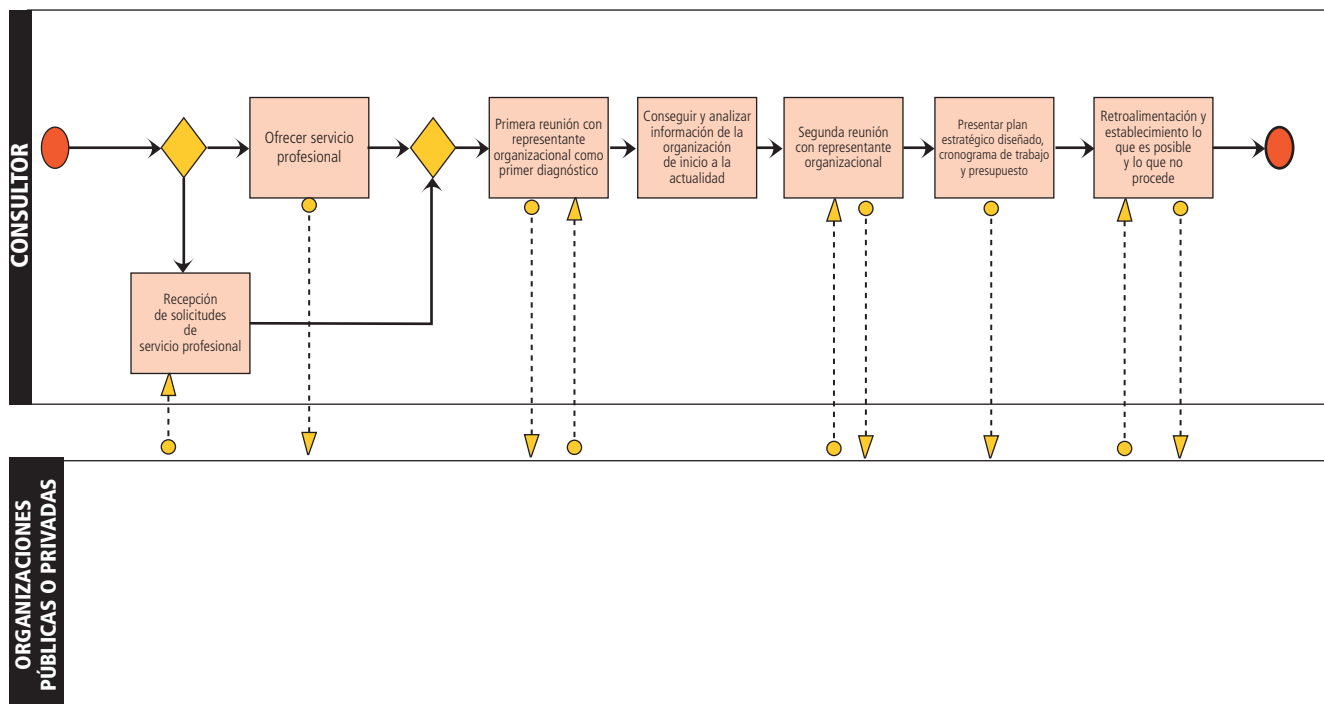 CONSULTOR
Ofrecer servicio
profesional
Recepción
de solicitudes
de
servicio profesional
Primera reunión con
representante
organizacional como
primer diagnóstico
Conseguir y analizar
información de la
organización
de inicio a la
actualidad
Segunda reunión
con representante
organizacional
Presentar plan
estratégico diseñado,
cronograma de trabajo
y presupuesto
Retroalimentación y
establecimiento lo
que es posible
y lo que no
procede
ORGANIZACIONES
PÚBLICAS O PRIVADAS